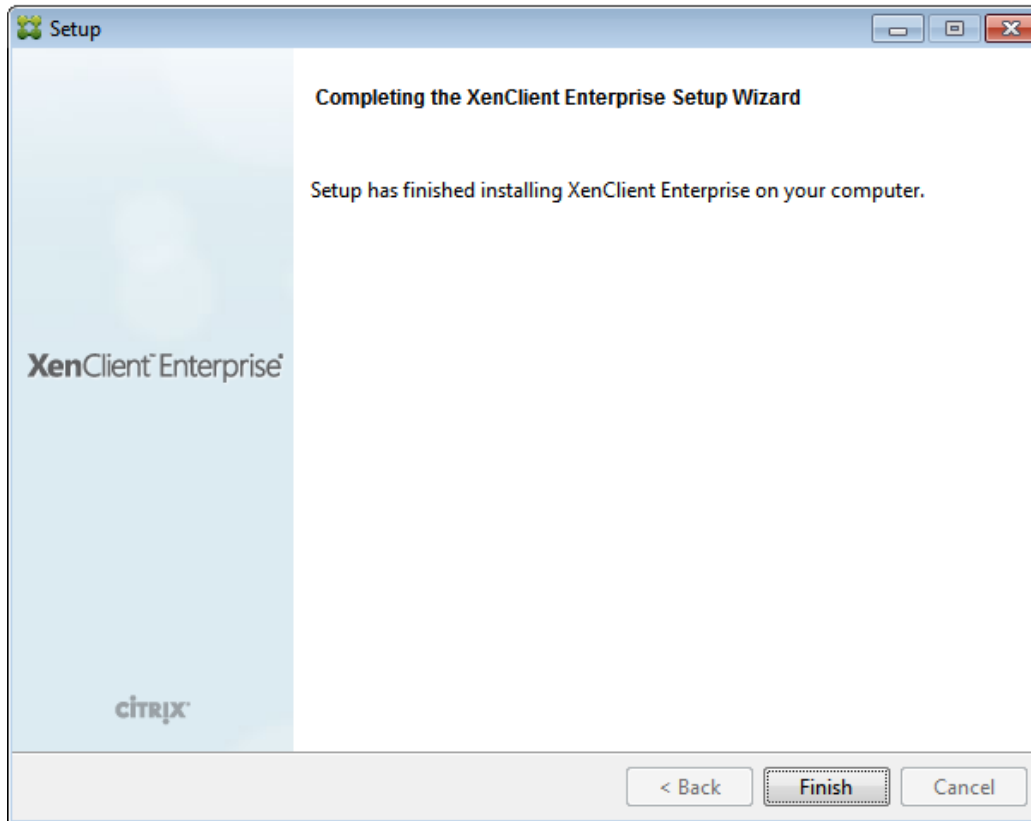 Setup
Completing the XenClient Enterprise Setup Wizard
Setup has finished installing XenClient Enterprise on your computer.
XenClient™ Enterprise
CITRIX
< Back
Finish
Cancel